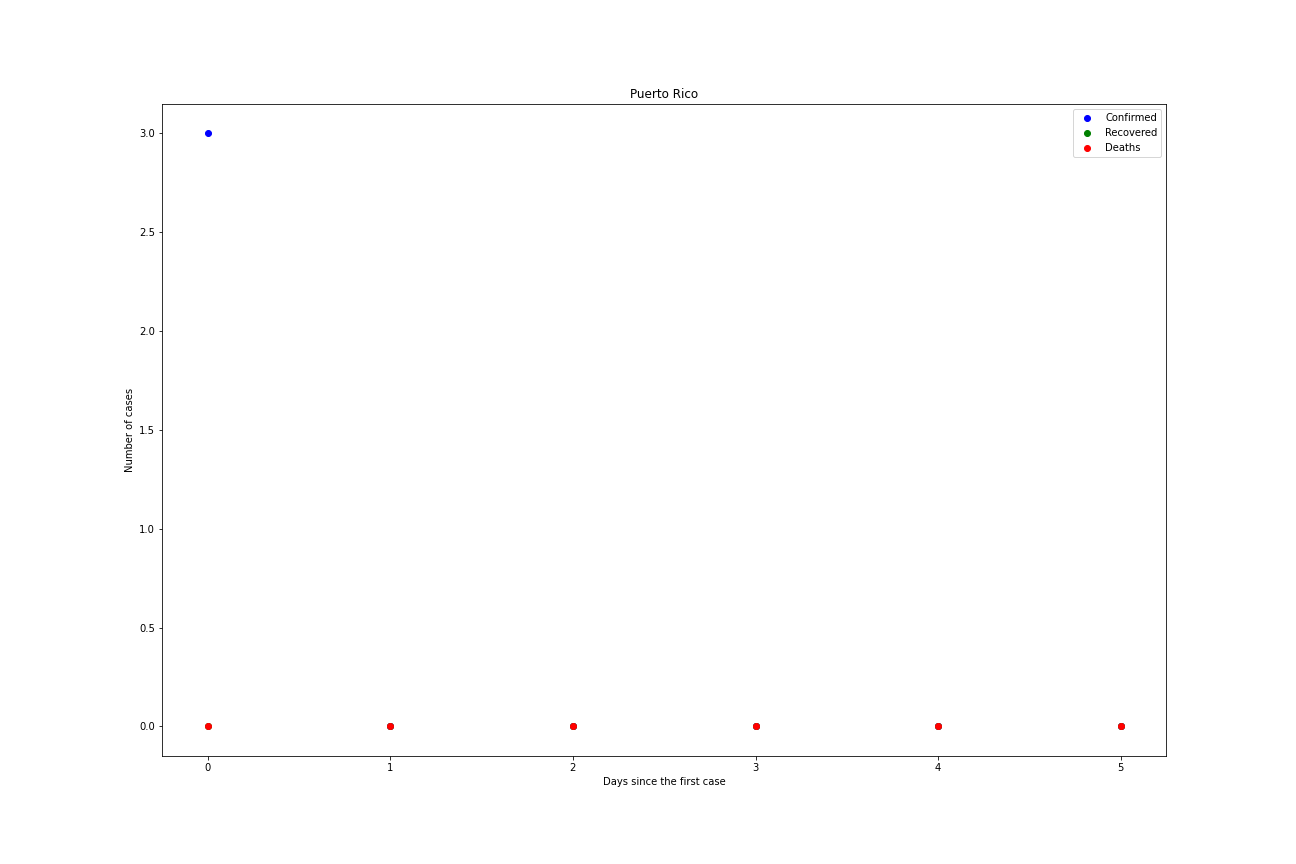 Puerto Rico
Confirmed
Recovered
Deaths
3.0
2.5
2.0
1.5
1.0
0.5
0.0
Number of cases
0 1 2 3 4 5
Days since the first case